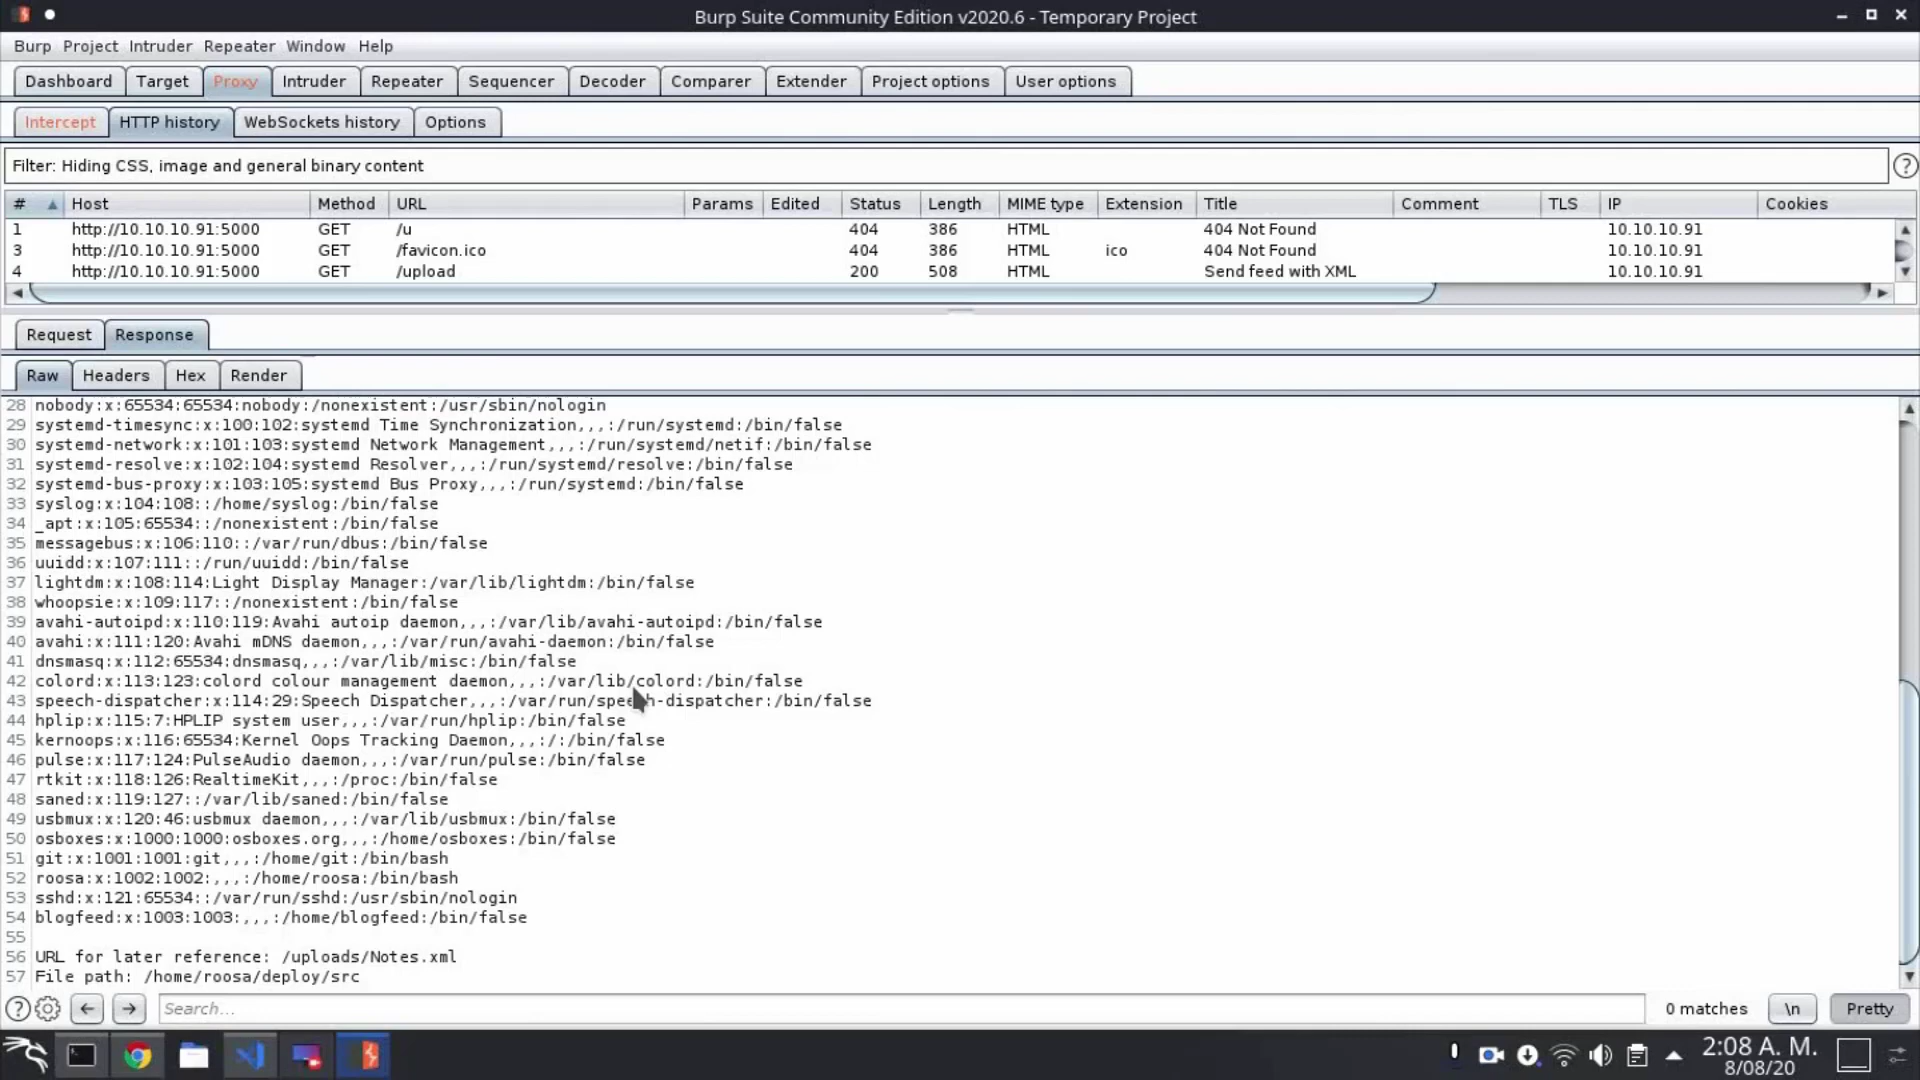 Burp Suite Community Edition v2020.6 - Temporary Project
Burp Project Intruder Repeater Window Help
Dashboard Target Proxy Intruder Repeater Sequencer Decoder Comparer Extender Project options User options
Intercept HTTP history WebSockets history Options
Filter: Hiding CSS, image and general binary content ?
# Host Method URL Params Edited Status Length MIME type Extension Title Comment TLS IP Cookies
1 http://10.10.10.91:5000 GET /u 404 386 HTML 404 Not Found 10.10.10.91
3 http://10.10.10.91:5000 GET /favicon.ico 404 386 HTML ico 404 Not Found 10.10.10.91
4 http://10.10.10.91:5000 GET /upload 200 508 HTML Send feed with XML 10.10.10.91
Request Response
Raw Headers Hex Render
28 nobody:x:65534:65534:nobody:/nonexistent:/usr/sbin/nologin
29 systemd-timesync:x:100:102:systemd Time Synchronization,,,:/run/systemd:/bin/false
30 systemd-network:x:101:103:systemd Network Management,,,:/run/systemd/netif:/bin/false
31 systemd-resolve:x:102:104:systemd Resolver,,,:/run/systemd/resolve:/bin/false
32 systemd-bus-proxy:x:103:105:systemd Bus Proxy,,,:/run/systemd:/bin/false
33 syslog:x:104:108::/home/syslog:/bin/false
34 _apt:x:105:65534::/nonexistent:/bin/false
35 messagebus:x:106:110::/var/run/dbus:/bin/false
36 uuidd:x:107:111::/run/uuidd:/bin/false
37 lightdm:x:108:114:Light Display Manager:/var/lib/lightdm:/bin/false
38 whoopsie:x:109:117::/nonexistent:/bin/false
39 avahi-autoipd:x:110:119:Avahi autoip daemon,,,:/var/lib/avahi-autoipd:/bin/false
40 avahi:x:111:120:Avahi mDNS daemon,,,:/var/run/avahi-daemon:/bin/false
41 dnsmasq:x:112:65534:dnsmasq,,,:/var/lib/misc:/bin/false
42 colord:x:113:123:colord colour management daemon,,,:/var/lib/colord:/bin/false
43 speech-dispatcher:x:114:29:Speech Dispatcher,,,:/var/run/speech-dispatcher:/bin/false
44 hplip:x:115:7:HPLIP system user,,,:/var/run/hplip:/bin/false
45 kernoops:x:116:65534:Kernel Oops Tracking Daemon,,,:/:/bin/false
46 pulse:x:117:124:PulseAudio daemon,,,:/var/run/pulse:/bin/false
47 rtkit:x:118:126:RealtimeKit,,,:/proc:/bin/false
48 saned:x:119:127::/var/lib/saned:/bin/false
49 usbmux:x:120:46:usbmux daemon,,,:/var/lib/usbmux:/bin/false
50 osboxes:x:1000:1000:osboxes.org,,,:/home/osboxes:/bin/false
51 git:x:1001:1001:git,,,:/home/git:/bin/bash
52 roosa:x:1002:1002:,,,:/home/roosa:/bin/bash
53 sshd:x:121:65534::/var/run/sshd:/usr/sbin/nologin
54 blogfeed:x:1003:1003:,,,:/home/blogfeed:/bin/false
55
56 URL for later reference: /uploads/Notes.xml
57 File path: /home/roosa/deploy/src
? Search... 0 matches \n Pretty
2:08 A. M.
8/08/20